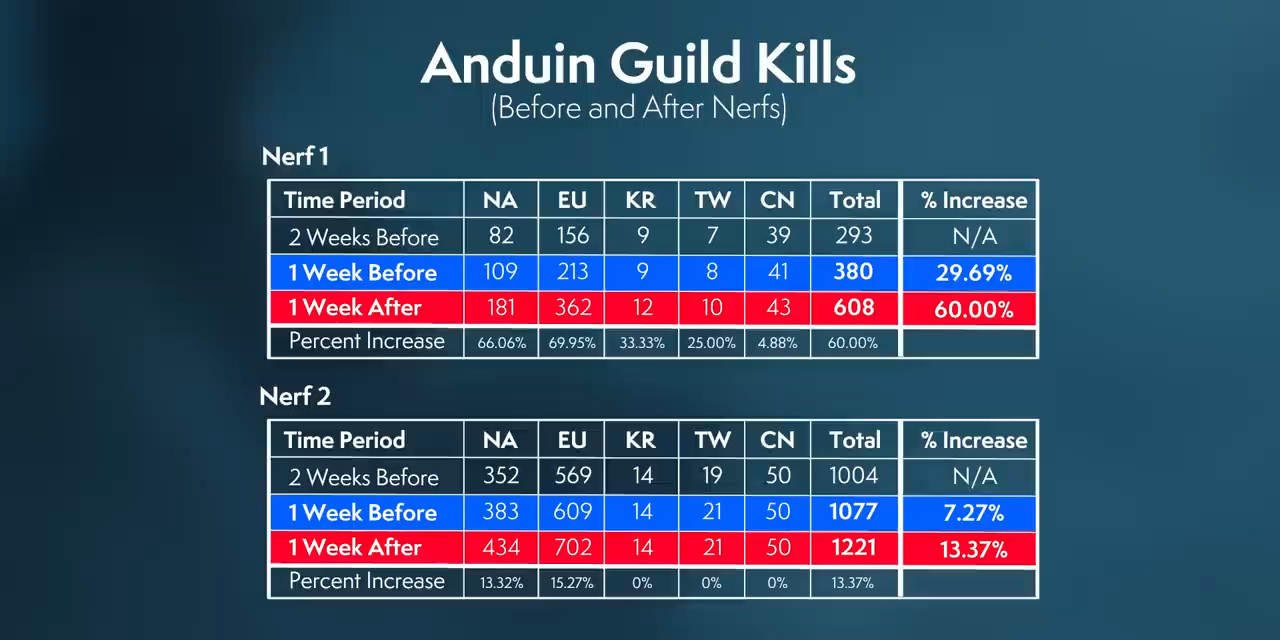 Anduin Guild Kills
(Before and After Nerfs)
Nerf 1
Time Period NA EU KR TW CN Total % Increase
2 Weeks Before 82 156 9 7 39 293 N/A
1 Week Before 109 213 9 8 41 380 29.69%
1 Week After 181 362 12 10 43 608 60.00%
Percent Increase 66.06% 69.95% 33.33% 25.00% 4.88% 60.00%
Nerf 2
Time Period NA EU KR TW CN Total % Increase
2 Weeks Before 352 569 14 19 50 1004 N/A
1 Week Before 383 609 14 21 50 1077 7.27%
1 Week After 434 702 14 21 50 1221 13.37%
Percent Increase 13.32% 15.27% 0% 0% 0% 13.37%